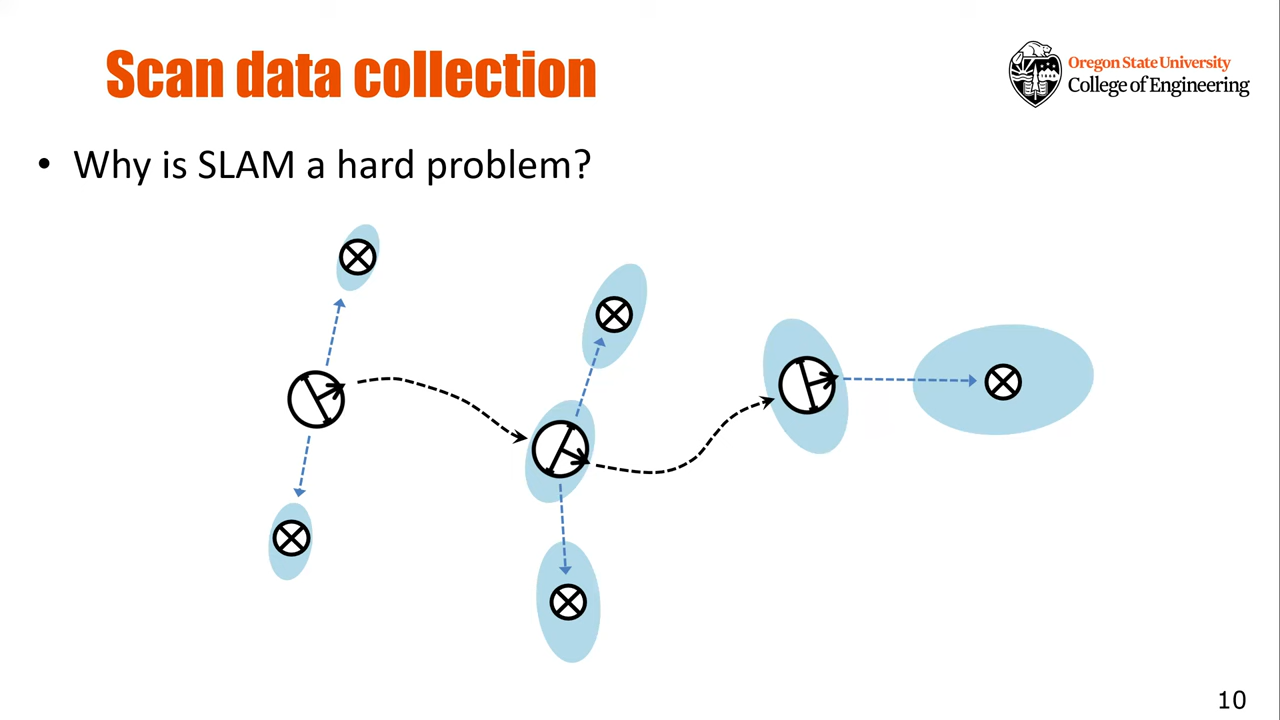 Scan data collection
Oregon State University
College of Engineering
• Why is SLAM a hard problem?
10